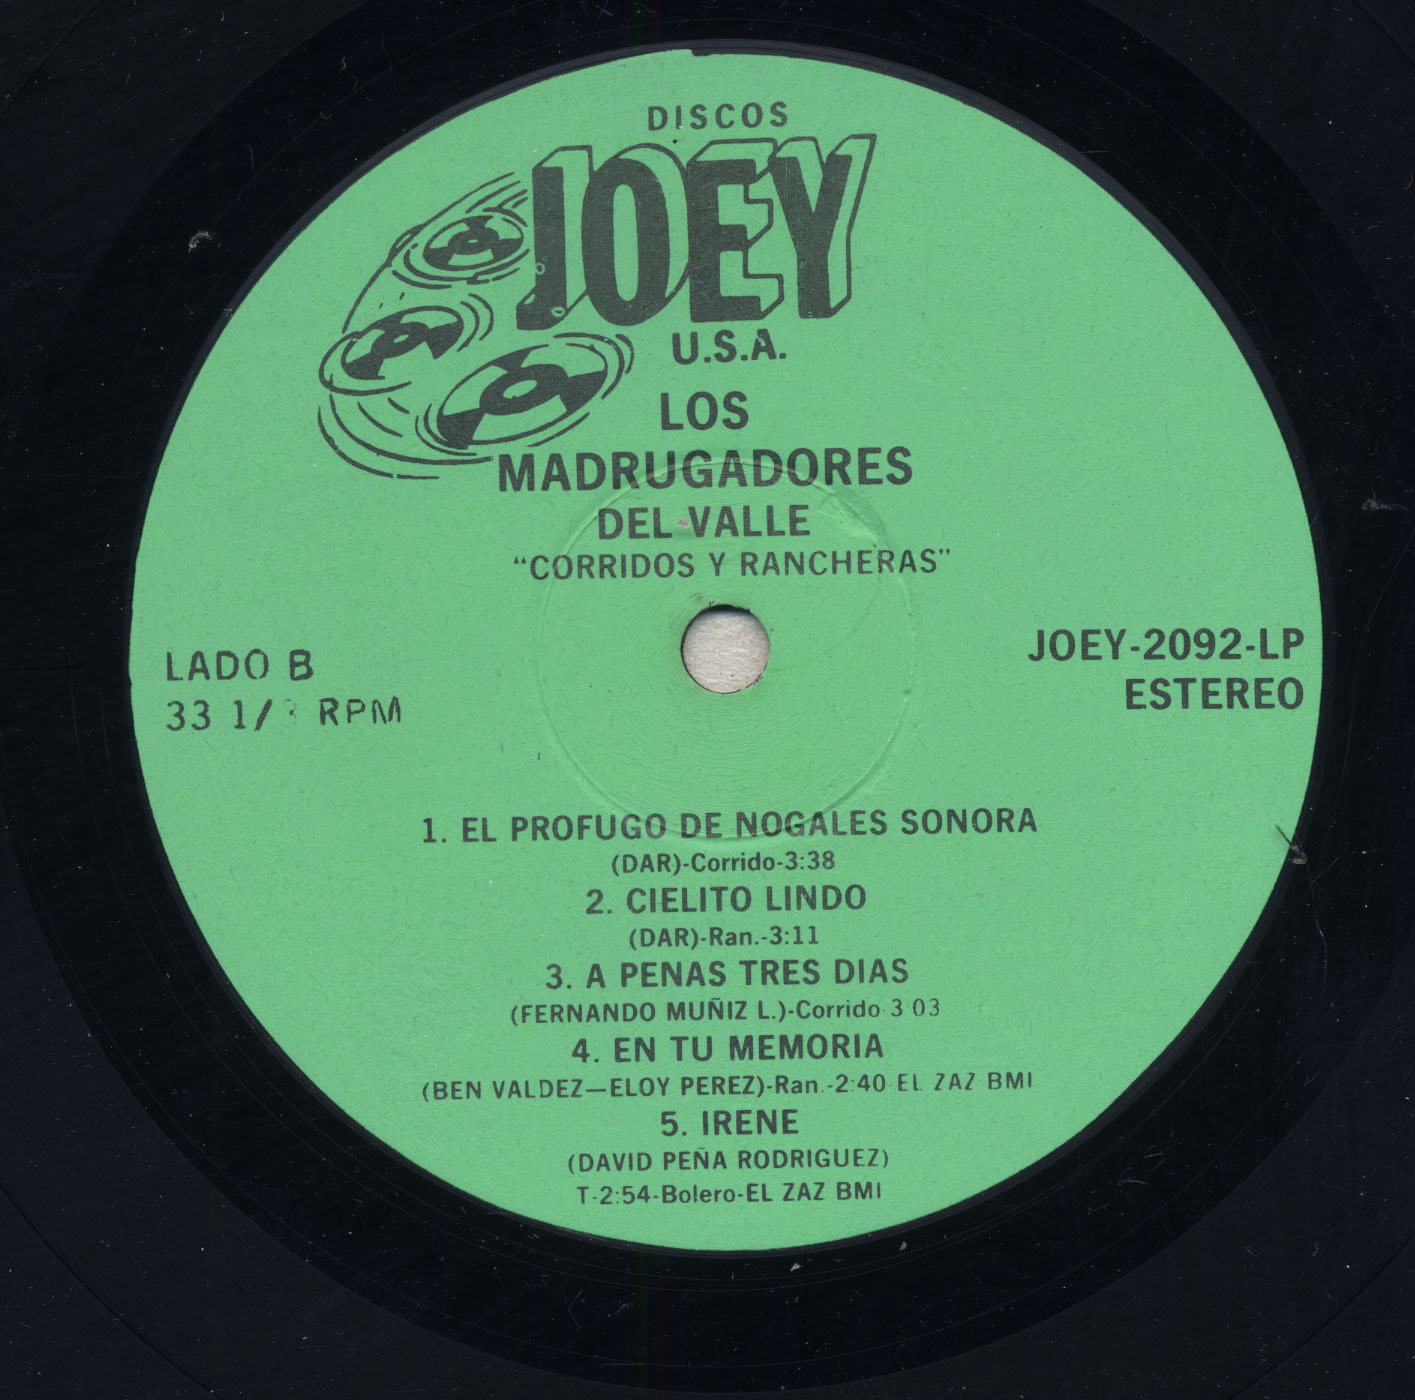 DISCOS
JOEY
U.S.A.
LOS
MADRUGADORES
DEL VALLE
"CORRIDOS Y RANCHERAS"
LADO B
33 1/3 RPM
JOEY-2092-LP
ESTEREO
1. EL PROFUGO DE NOGALES SONORA
(DAR)-Corrido-3:38
2. CIELITO LINDO
(DAR)-Ran.-3:11
3. A PENAS TRES DIAS
(FERNANDO MUÑIZ L.)-Corrido-3 03
4. EN TU MEMORIA
(BEN VALDEZ—ELOY PEREZ)-Ran.-2:40 EL ZAZ BMI
5. IRENE
(DAVID PEÑA RODRIGUEZ)
T-2:54-Bolero-EL ZAZ BMI